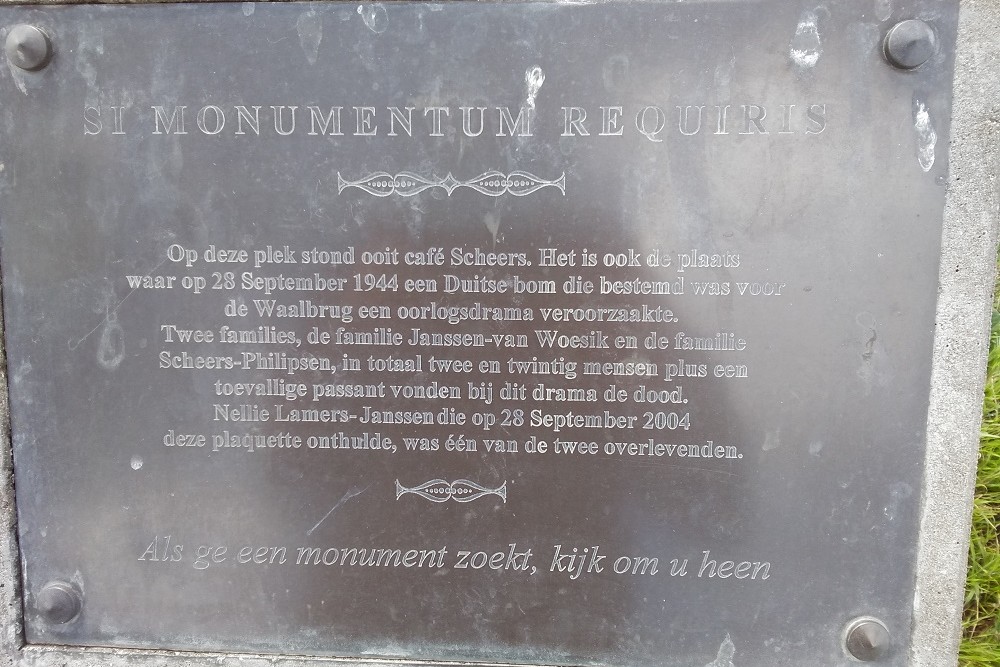 SI MONUMENTUM REQUIRIS
Op deze plek stond ooit café Scheers. Het is ook de plaats
waar op 28 September 1944 een Duitse bom die bestemd was voor
de Waalbrug een oorlogsdrama veroorzaakte.
Twee families, de familie Janssen-van Woesik en de familie
Scheers-Philipsen, in totaal twee en twintig mensen plus een
toevallige passant vonden bij dit drama de dood.
Nellie Lamers-Janssen die op 28 September 2004
deze plaquette onthulde, was één van de twee overlevenden.
Als ge een monument zoekt, kijk om u heen